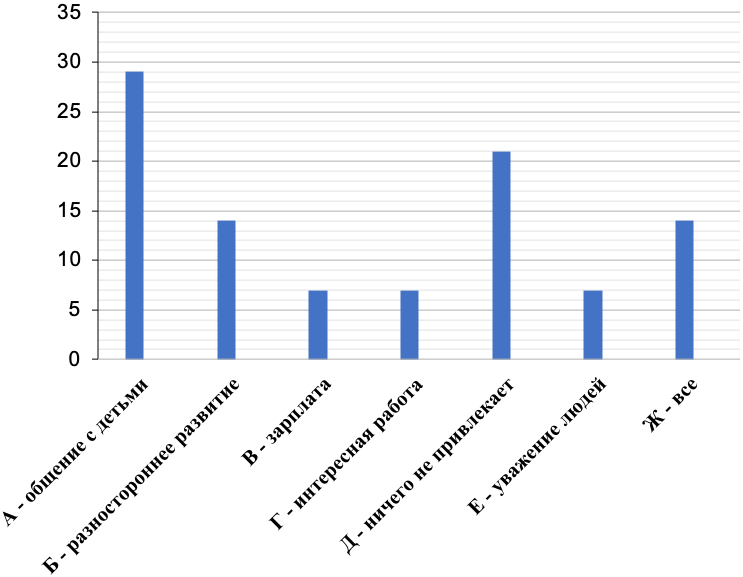 35
30
25
20
15
10
5
0
А - общение с детьми
Б - разностороннее развитие
В - зарплата
Г - интересная работа
Д - ничего не привлекает
Е - уважение людей
Ж - все